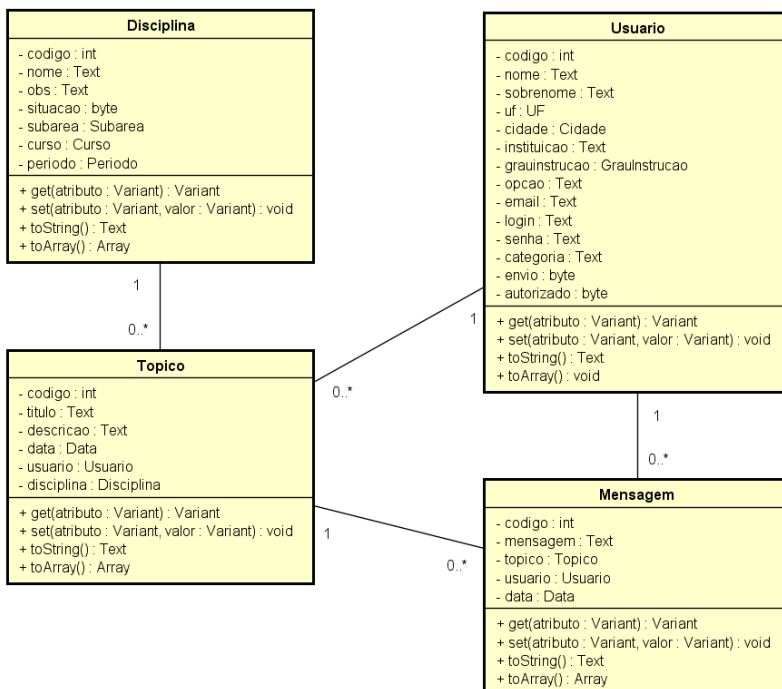 Disciplina
- codigo : int
- nome : Text
- obs : Text
- situacao : byte
- subarea : Subarea
- curso : Curso
- periodo : Periodo
+ get(atributo : Variant) : Variant
+ set(atributo : Variant, valor : Variant) : void
+ toString() : Text
+ toArray() : Array
Usuario
- codigo : int
- nome : Text
- sobrenome : Text
- uf : UF
- cidade : Cidade
- instituicao : Text
- grauinstrucao : GrauInstrucao
- opcao : Text
- email : Text
- login : Text
- senha : Text
- categoria : Text
- envio : byte
- autorizado : byte
+ get(atributo : Variant) : Variant
+ set(atributo : Variant, valor : Variant) : void
+ toString() : Text
+ toArray() : void
1
0..*
1
0..*
1
0..*
Topico
- codigo : int
- titulo : Text
- descricao : Text
- data : Data
- usuario : Usuario
- disciplina : Disciplina
+ get(atributo : Variant) : Variant
+ set(atributo : Variant, valor : Variant) : void
+ toString() : Text
+ toArray() : Array
1
0..*
Mensagem
- codigo : int
- mensagem : Text
- topico : Topico
- usuario : Usuario
- data : Data
+ get(atributo : Variant) : Variant
+ set(atributo : Variant, valor : Variant) : void
+ toString() : Text
+ toArray() : Array